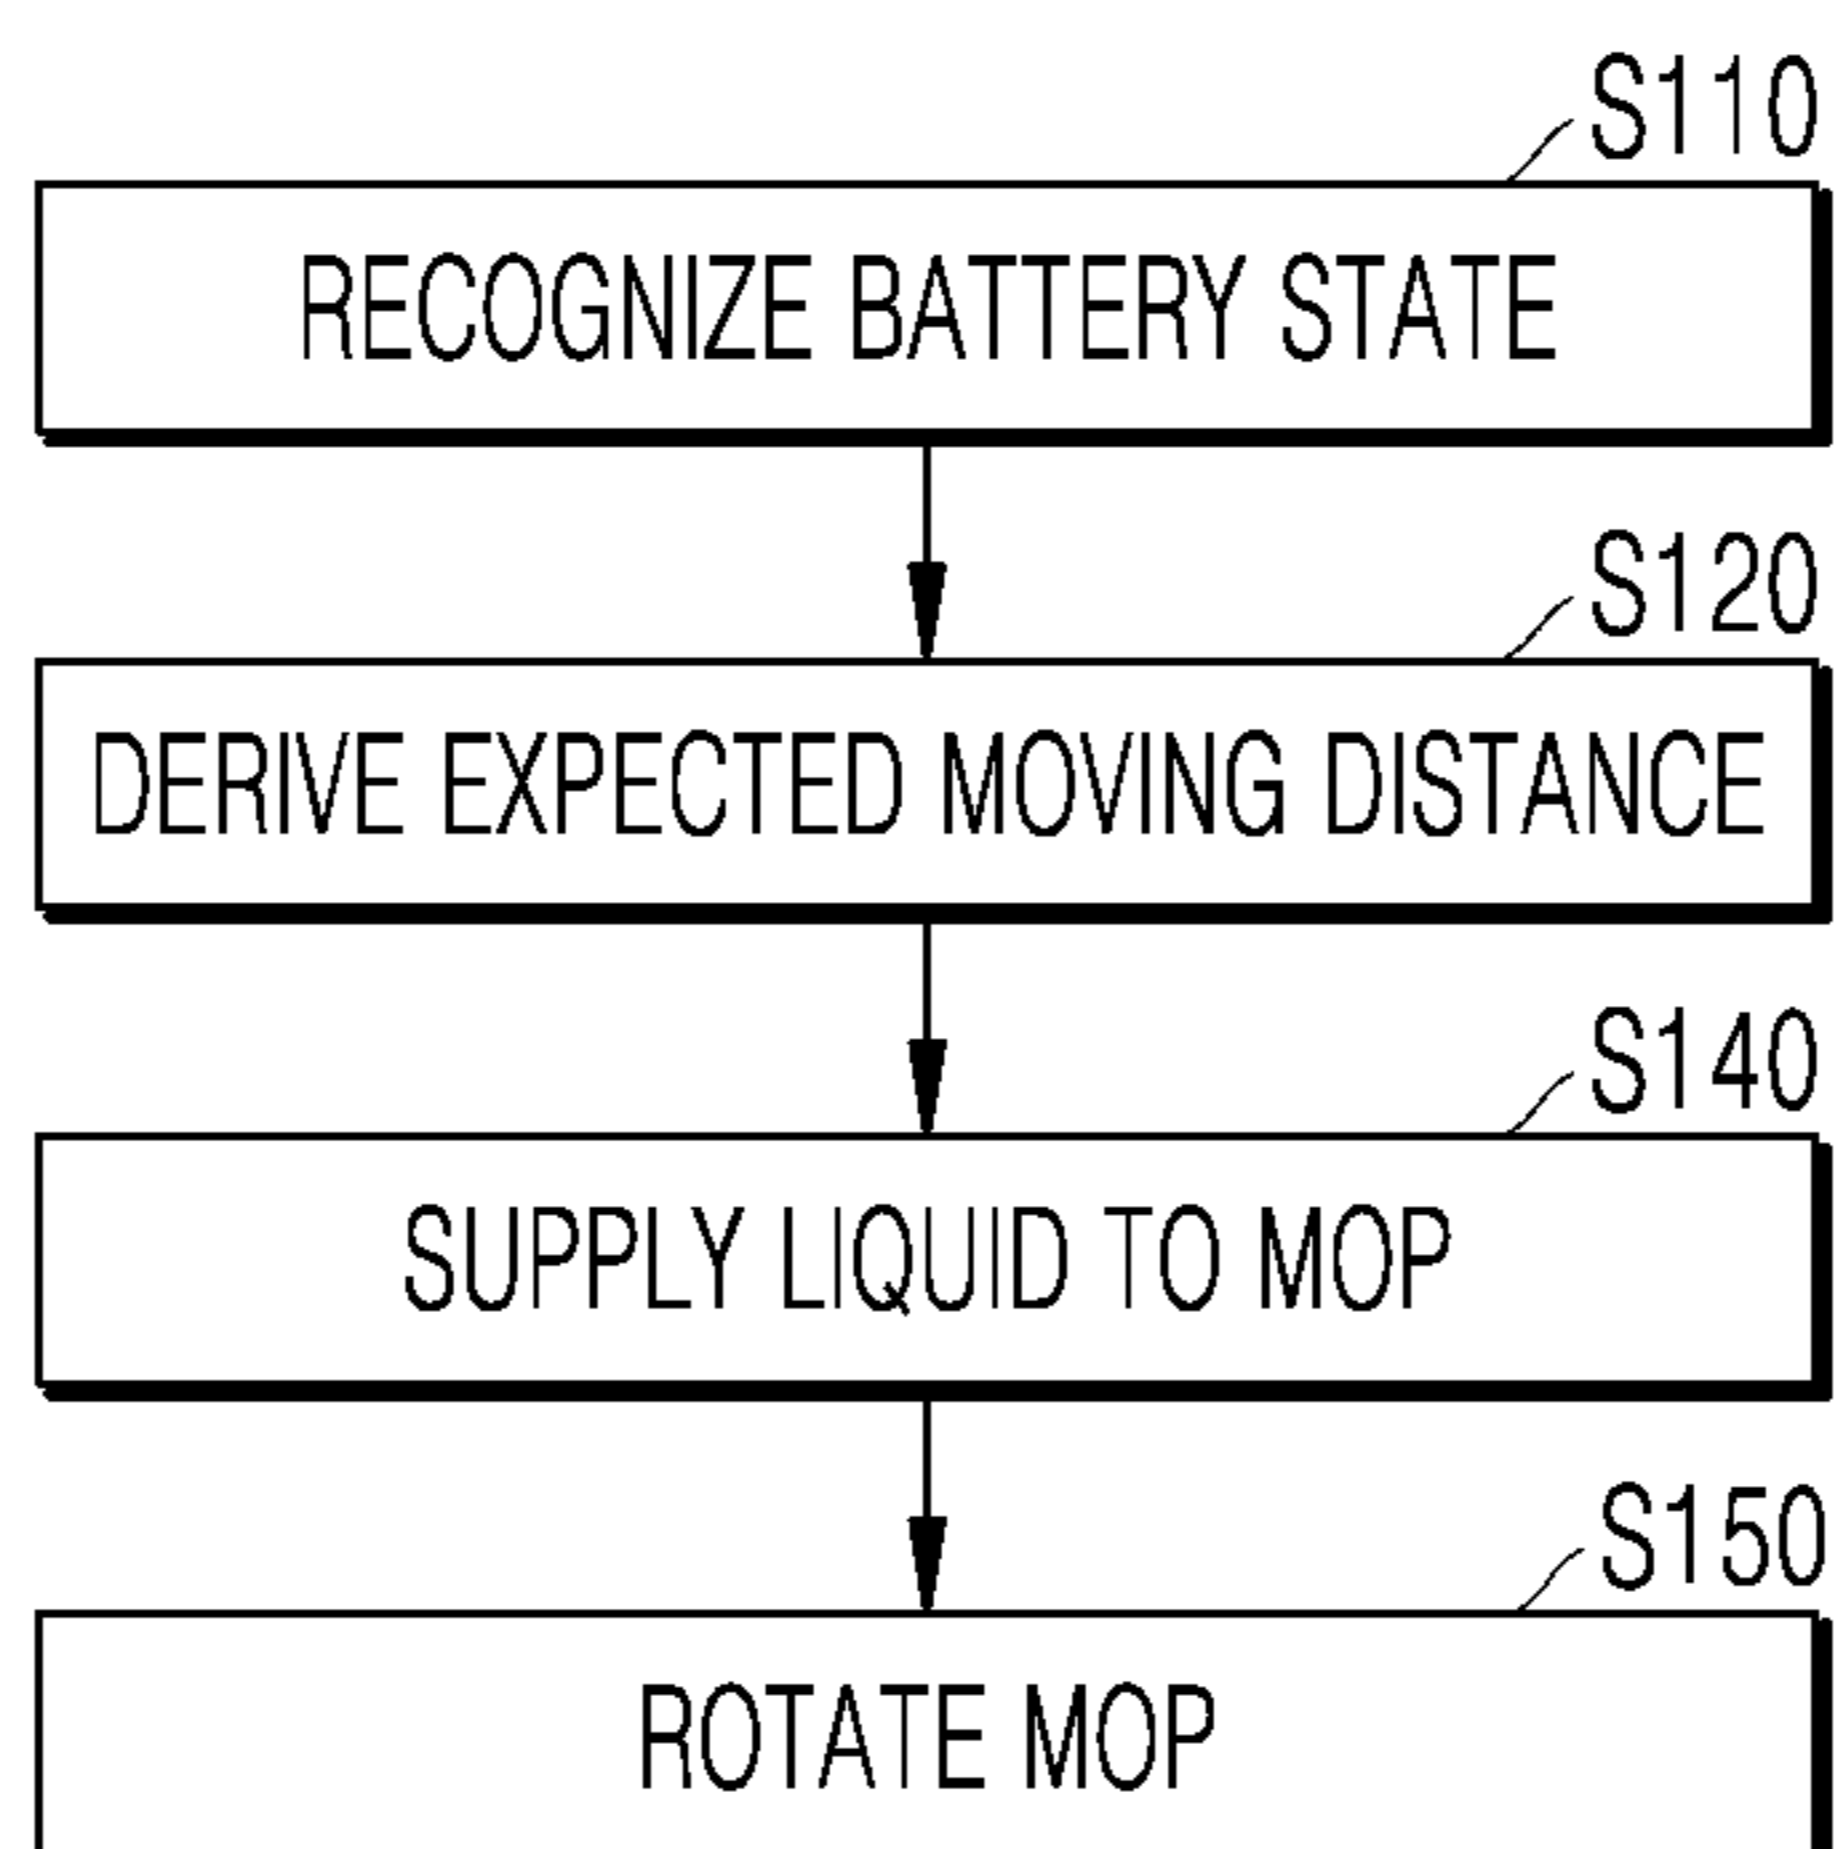 S110
RECOGNIZE BATTERY STATE
S120
DERIVE EXPECTED MOVING DISTANCE
S140
SUPPLY LIQUID TO MOP
S150
ROTATE MOP